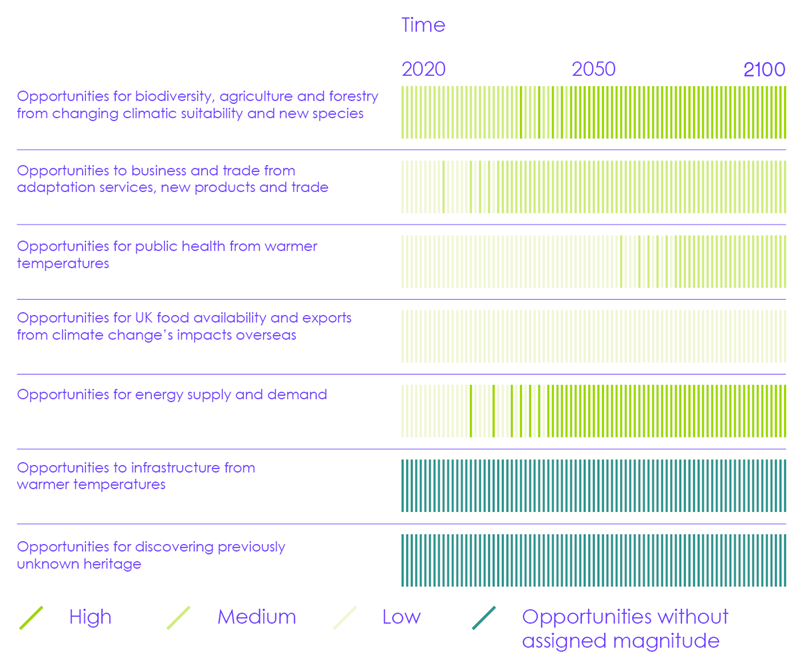 Time
2020 2050 2100
Opportunities for biodiversity, agriculture and forestry
from changing climatic suitability and new species
Opportunities to business and trade from
adaptation services, new products and trade
Opportunities for public health from warmer
temperatures
Opportunities for UK food availability and exports
from climate change’s impacts overseas
Opportunities for energy supply and demand
Opportunities to infrastructure from
warmer temperatures
Opportunities for discovering previously
unknown heritage
High Medium Low Opportunities without
assigned magnitude